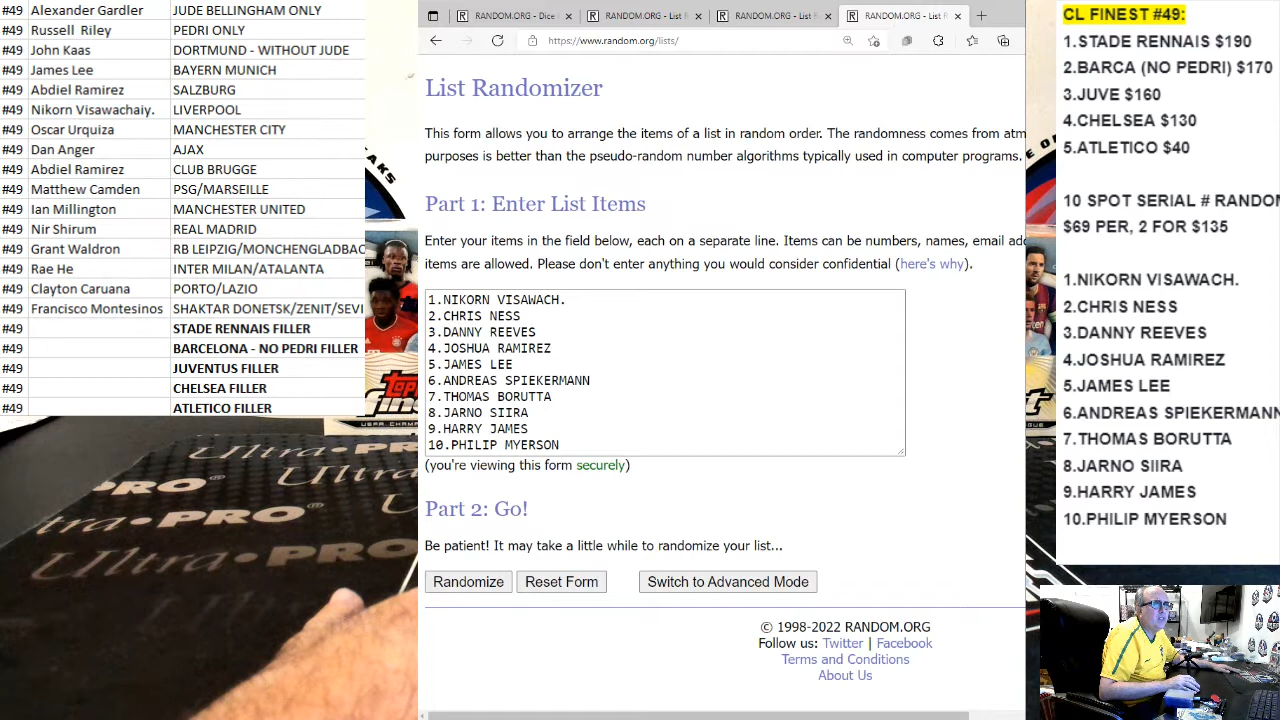 #49 Alexander Gardler JUDE BELLINGHAM ONLY
#49 Russell Riley PEDRI ONLY
#49 John Kaas DORTMUND - WITHOUT JUDE
#49 James Lee BAYERN MUNICH
#49 Abdiel Ramirez SALZBURG
#49 Nikorn Visawachaiy. LIVERPOOL
#49 Oscar Urquiza MANCHESTER CITY
#49 Dan Anger AJAX
#49 Abdiel Ramirez CLUB BRUGGE
#49 Matthew Camden PSG/MARSEILLE
#49 Ian Millington MANCHESTER UNITED
#49 Nir Shirum REAL MADRID
#49 Grant Waldron RB LEIPZIG/MONCHENGLADBAC
#49 Rae He INTER MILAN/ATALANTA
#49 Clayton Caruana PORTO/LAZIO
#49 Francisco Montesinos SHAKTAR DONETSK/ZENIT/SEVI
#49 STADE RENNAIS FILLER
#49 BARCELONA - NO PEDRI FILLER
#49 JUVENTUS FILLER
#49 CHELSEA FILLER
#49 ATLETICO FILLER
RANDOM.ORG - Dice
RANDOM.ORG - List R
RANDOM.ORG - List R
RANDOM.ORG - List R
https://www.random.org/lists/
List Randomizer
This form allows you to arrange the items of a list in random order. The randomness comes from atm
purposes is better than the pseudo-random number algorithms typically used in computer programs.
Part 1: Enter List Items
Enter your items in the field below, each on a separate line. Items can be numbers, names, email add
items are allowed. Please don't enter anything you would consider confidential (here's why).
1.NIKORN VISAWACH.
2.CHRIS NESS
3.DANNY REEVES
4.JOSHUA RAMIREZ
5.JAMES LEE
6.ANDREAS SPIEKERMANN
7.THOMAS BORUTTA
8.JARNO SIIRA
9.HARRY JAMES
10.PHILIP MYERSON
(you're viewing this form securely)
Part 2: Go!
Be patient! It may take a little while to randomize your list...
Randomize Reset Form Switch to Advanced Mode
© 1998-2022 RANDOM.ORG
Follow us: Twitter | Facebook
Terms and Conditions
About Us
CL FINEST #49:
1.STADE RENNAIS $190
2.BARCA (NO PEDRI) $170
3.JUVE $160
4.CHELSEA $130
5.ATLETICO $40
10 SPOT SERIAL # RANDOM
$69 PER, 2 FOR $135
1.NIKORN VISAWACH.
2.CHRIS NESS
3.DANNY REEVES
4.JOSHUA RAMIREZ
5.JAMES LEE
6.ANDREAS SPIEKERMANN
7.THOMAS BORUTTA
8.JARNO SIIRA
9.HARRY JAMES
10.PHILIP MYERSON
Ultra
PRO
tra•PRO®
Ultra•PRO